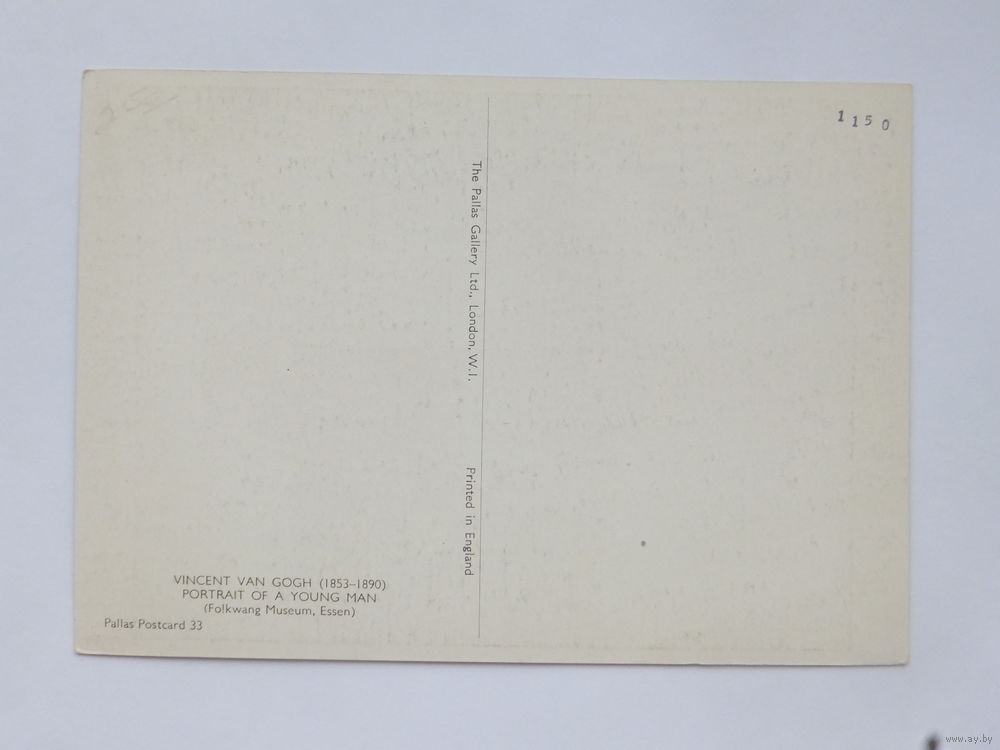 1150
The Pallas Gallery Ltd., London, W.1.
Printed in England
VINCENT VAN GOGH (1853–1890)
PORTRAIT OF A YOUNG MAN
(Folkwang Museum, Essen)
Pallas Postcard 33
www.ay.by